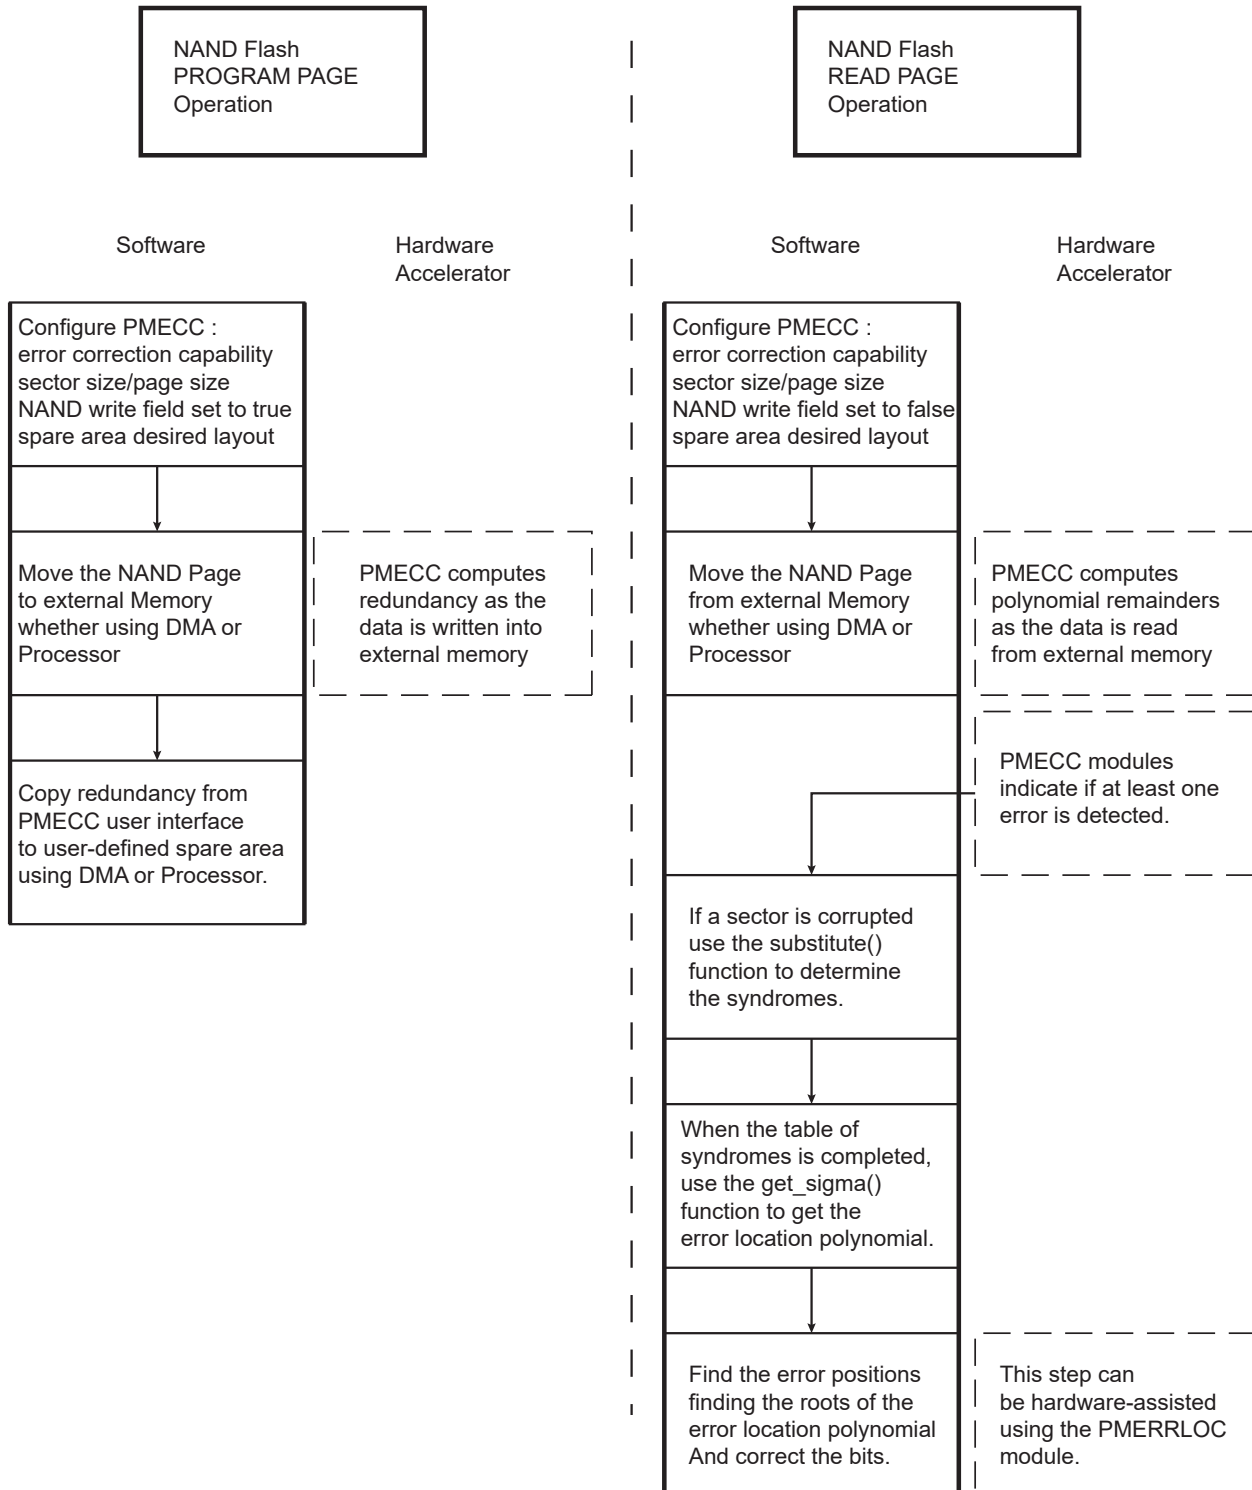 NAND Flash
PROGRAM PAGE
Operation
Software
Hardware
Accelerator
Configure PMECC :
error correction capability
sector size/page size
NAND write field set to true
spare area desired layout
Move the NAND Page
to external Memory
whether using DMA or
Processor
PMECC computes
redundancy as the
data is written into
external memory
Copy redundancy from
PMECC user interface
to user-defined spare area
using DMA or Processor.
NAND Flash
READ PAGE
Operation
Software
Hardware
Accelerator
Configure PMECC :
error correction capability
sector size/page size
NAND write field set to false
spare area desired layout
Move the NAND Page
from external Memory
whether using DMA or
Processor
PMECC computes
polynomial remainders
as the data is read
from external memory
PMECC modules
indicate if at least one
error is detected.
If a sector is corrupted
use the substitute()
function to determine
the syndromes.
When the table of
syndromes is completed,
use the get_sigma()
function to get the
error location polynomial.
Find the error positions
finding the roots of the
error location polynomial
And correct the bits.
This step can
be hardware-assisted
using the PMERRLOC
module.